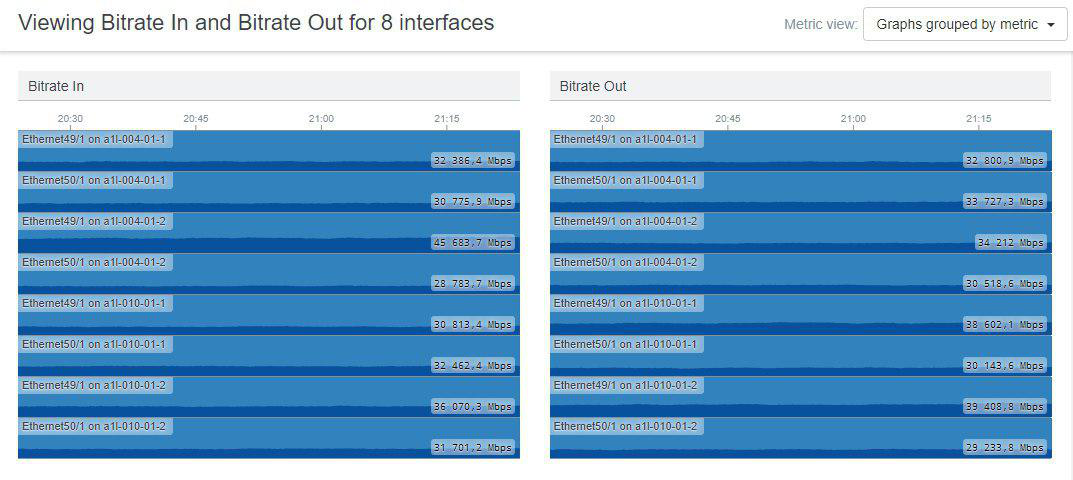 Viewing Bitrate In and Bitrate Out for 8 interfaces
Metric view: Graphs grouped by metric
Bitrate In
20:30 20:45 21:00 21:15
Ethernet49/1 on a1l-004-01-1
32 386,4 Mbps
Ethernet50/1 on a1l-004-01-1
30 775,9 Mbps
Ethernet49/1 on a1l-004-01-2
45 683,7 Mbps
Ethernet50/1 on a1l-004-01-2
28 783,7 Mbps
Ethernet49/1 on a1l-010-01-1
30 813,4 Mbps
Ethernet50/1 on a1l-010-01-1
32 462,4 Mbps
Ethernet49/1 on a1l-010-01-2
36 070,3 Mbps
Ethernet50/1 on a1l-010-01-2
31 701,2 Mbps
Bitrate Out
20:30 20:45 21:00 21:15
Ethernet49/1 on a1l-004-01-1
32 800,9 Mbps
Ethernet50/1 on a1l-004-01-1
33 727,3 Mbps
Ethernet49/1 on a1l-004-01-2
34 212 Mbps
Ethernet50/1 on a1l-004-01-2
30 518,6 Mbps
Ethernet49/1 on a1l-010-01-1
38 602,1 Mbps
Ethernet50/1 on a1l-010-01-1
30 143,6 Mbps
Ethernet49/1 on a1l-010-01-2
39 408,8 Mbps
Ethernet50/1 on a1l-010-01-2
29 233,8 Mbps